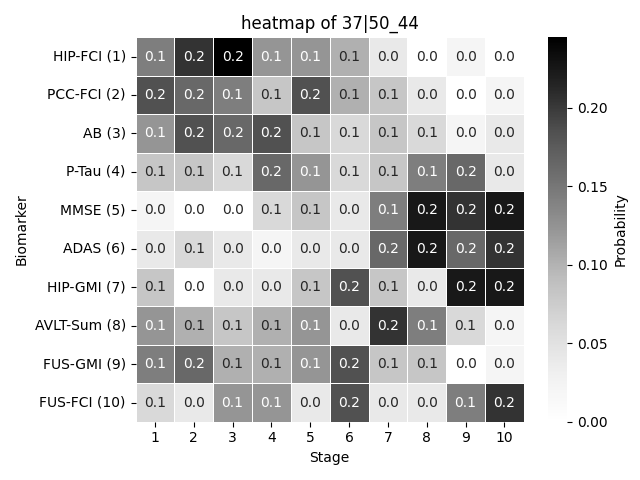 heatmap of 37|50_44
HIP-FCI (1) 0.1 0.2 0.2 0.1 0.1 0.1 0.0 0.0 0.0 0.0
PCC-FCI (2) 0.2 0.2 0.1 0.1 0.2 0.1 0.1 0.0 0.0 0.0
AB (3) 0.1 0.2 0.2 0.2 0.1 0.1 0.1 0.1 0.0 0.0
P-Tau (4) 0.1 0.1 0.1 0.2 0.1 0.1 0.1 0.1 0.2 0.0
MMSE (5) 0.0 0.0 0.0 0.1 0.1 0.0 0.1 0.2 0.2 0.2
ADAS (6) 0.0 0.1 0.0 0.0 0.0 0.0 0.2 0.2 0.2 0.2
HIP-GMI (7) 0.1 0.0 0.0 0.0 0.1 0.2 0.1 0.0 0.2 0.2
AVLT-Sum (8) 0.1 0.1 0.1 0.1 0.1 0.0 0.2 0.1 0.1 0.0
FUS-GMI (9) 0.1 0.2 0.1 0.1 0.1 0.2 0.1 0.1 0.0 0.0
FUS-FCI (10) 0.1 0.0 0.1 0.1 0.0 0.2 0.0 0.0 0.1 0.2
1 2 3 4 5 6 7 8 9 10
Stage
Biomarker
0.20
0.15
0.10
0.05
0.00
Probability